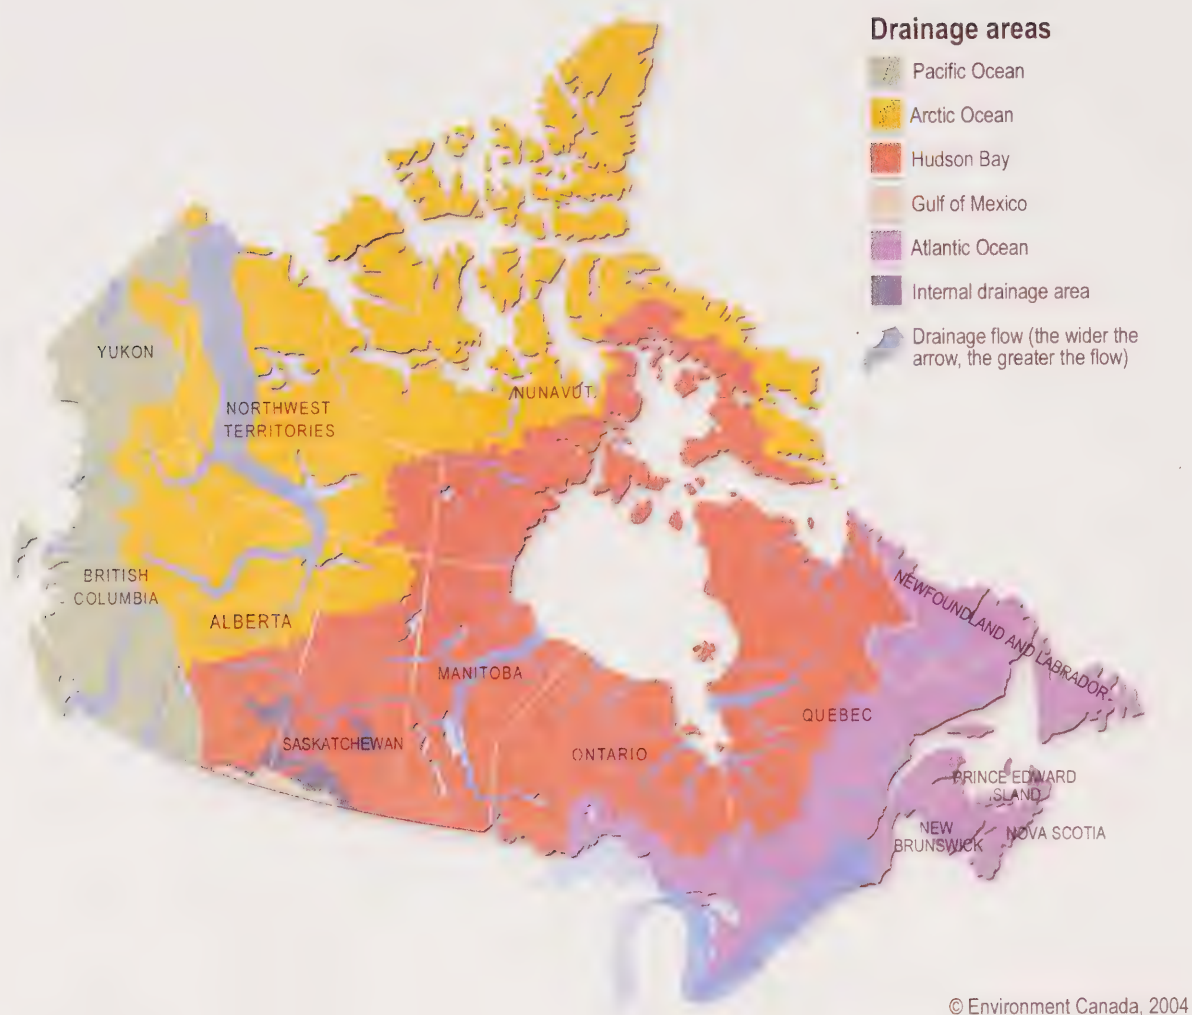 Drainage areas
Pacific Ocean
Arctic Ocean
Hudson Bay
Gulf of Mexico
Atlantic Ocean
Internal drainage area
Drainage flow (the wider the
arrow, the greater the flow)
YUKON
NUNAVUT
NORTHWEST
TERRITORIES
BRITISH
COLUMBIA
ALBERTA
NEWFOUNDLAND AND LABRADOR
MANITOBA
QUEBEC
SASKATCHEWAN
ONTARIO
PRINCE EDWARD
ISLAND
NEW
BRUNSWICK
NOVA SCOTIA
© Environment Canada, 2004